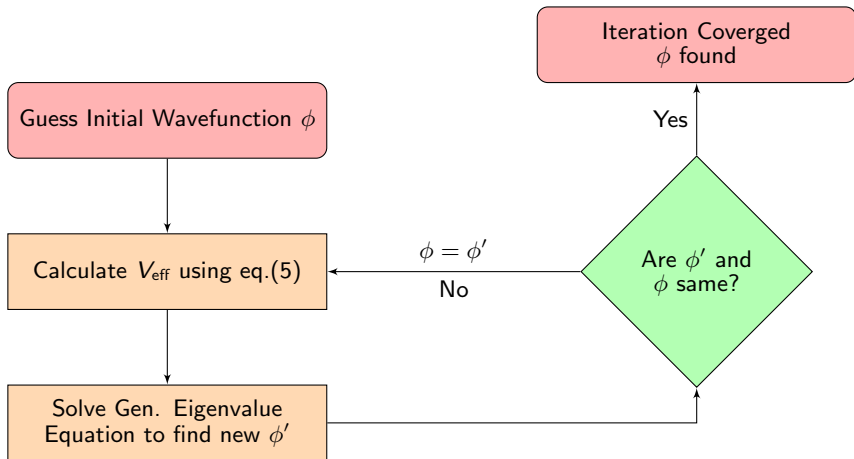 Iteration Coverged
ϕ found
Guess Initial Wavefunction ϕ
Yes
Calculate V_eff using eq.(5)
ϕ = ϕ′
No
Are ϕ′ and
ϕ same?
Solve Gen. Eigenvalue
Equation to find new ϕ′